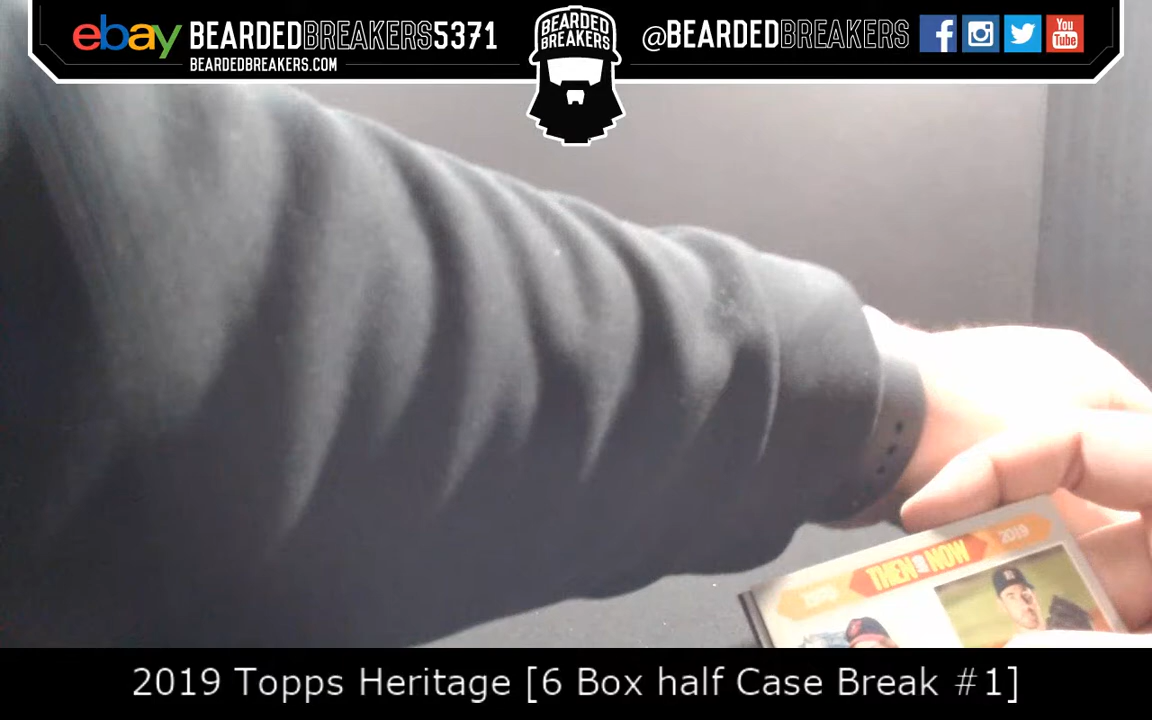 ebay BEARDEDBREAKERS5371
BEARDEDBREAKERS.COM
BEARDED
BREAKERS
@BEARDEDBREAKERS
You
Tube
THEN NOW
2019
2019 Topps Heritage [6 Box half Case Break #1]